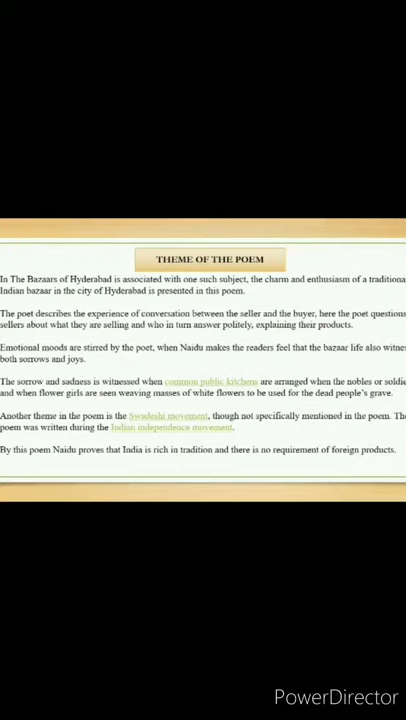 THEME OF THE POEM
In The Bazaars of Hyderabad is associated with one such subject, the charm and enthusiasm of a traditiona
Indian bazaar in the city of Hyderabad is presented in this poem.
The poet describes the experience of conversation between the seller and the buyer, here the poet questions
sellers about what they are selling and who in turn answer politely, explaining their products.
Emotional moods are stirred by the poet, when Naidu makes the readers feel that the bazaar life also witne
both sorrows and joys.
The sorrow and sadness is witnessed when common public kitchens are arranged when the nobles or soldie
and when flower girls are seen weaving masses of white flowers to be used for the dead people's grave.
Another theme in the poem is the Swadeshi movement, though not specifically mentioned in the poem. The
poem was written during the Indian independence movement.
By this poem Naidu proves that India is rich in tradition and there is no requirement of foreign products.
PowerDirector